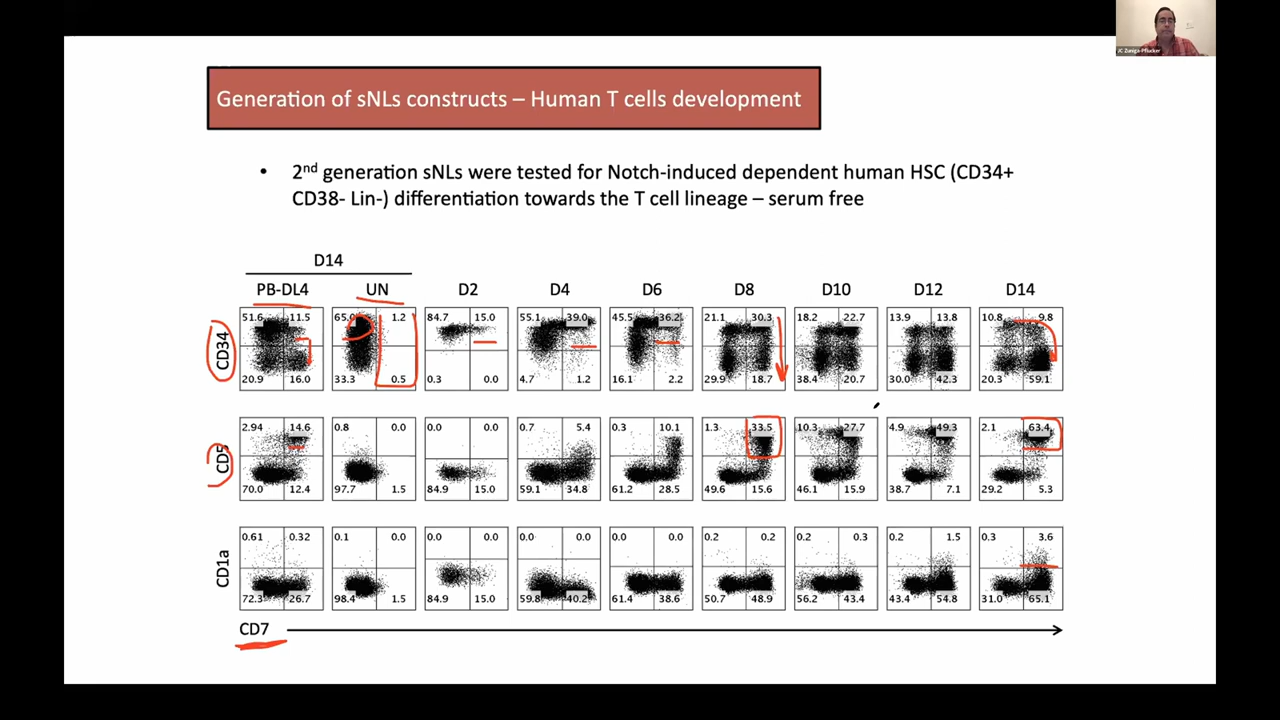 JC Zuniga-Pflucker
Generation of sNLs constructs – Human T cells development
• 2nd generation sNLs were tested for Notch-induced dependent human HSC (CD34+
CD38- Lin-) differentiation towards the T cell lineage – serum free
D14
PB-DL4 UN D2 D4 D6 D8 D10 D12 D14
CD34
51.6 11.5 1.2 84.7 15.0 55.1 39.0 45.5 36.2 21.1 30.3 18.2 22.7 13.9 13.8 10.8 9.8
20.9 16.0 33.3 0.5 0.3 0.0 4.7 1.2 16.1 2.2 29.9 18.7 38.4 20.7 30.0 42.3 20.3 59.1
CD5
2.94 14.6 0.8 0.0 0.0 0.0 0.7 5.4 0.3 10.1 1.3 33.5 10.3 27.7 4.9 49.3 2.1 63.4
70.0 12.4 97.7 1.5 84.9 15.0 59.1 34.8 61.2 28.5 49.6 15.6 46.1 15.9 38.7 7.1 29.2 5.3
CD1a
0.61 0.32 0.1 0.0 0.0 0.0 0.0 0.0 0.0 0.0 0.2 0.2 0.2 0.3 0.2 1.5 0.3 3.6
72.3 26.7 98.4 1.5 84.9 15.0 59.8 40.2 61.4 38.6 50.7 48.9 56.2 43.4 43.4 54.8 31.0 65.1
CD7